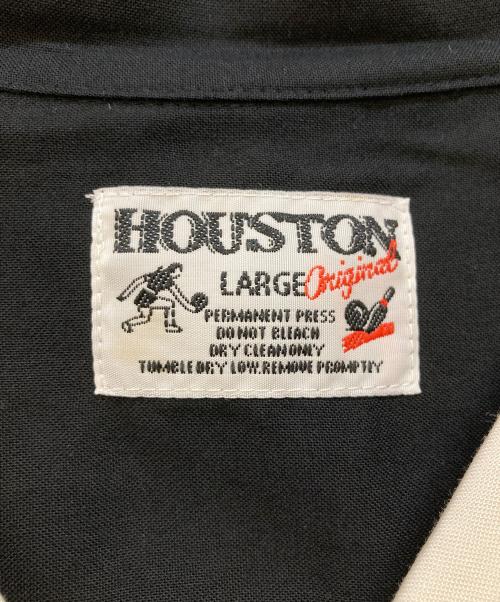 HOUSTON
LARGE Original
PERMANENT PRESS
DO NOT BLEACH
DRY CLEAN ONLY
TUMBLE DRY LOW.REMOVE PROMPTLY